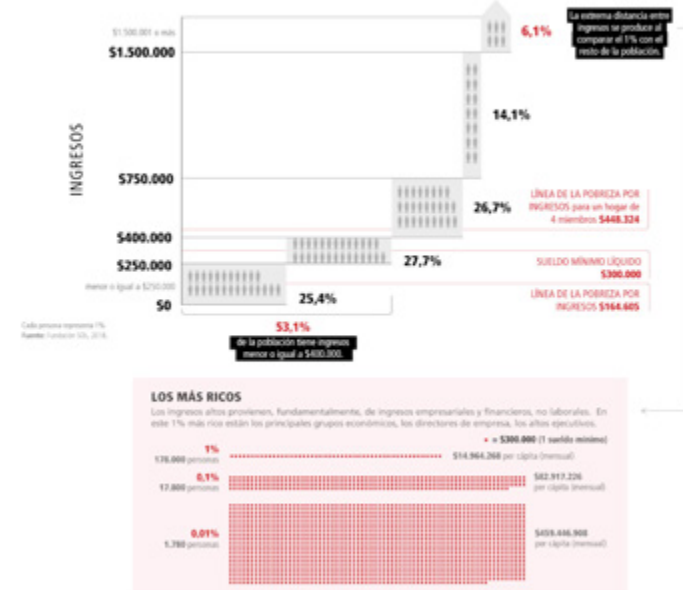 $1.500.001 o más
$1.500.000
$750.000
$400.000
$250.000
menor o igual a $250.000
$0
INGRESOS
6,1%
14,1%
26,7%
27,7%
25,4%
53,1%
de la población tiene ingresos
menor o igual a $400.000.
La extrema distancia entre
ingresos se produce al
comparar el 1% con el
resto de la población.
LÍNEA DE LA POBREZA POR
INGRESOS para un hogar de
4 miembros $448.324
SUELDO MÍNIMO LÍQUIDO
$300.000
LÍNEA DE LA POBREZA POR
INGRESOS $164.605
Cada persona representa 1%.
Fuente: Fundación SOL, 2018.
LOS MÁS RICOS
Los ingresos altos provienen, fundamentalmente, de ingresos empresariales y financieros, no laborales. En
este 1% más rico están los principales grupos económicos, los directores de empresa, los altos ejecutivos.
= $300.000 (1 sueldo mínimo)
1%
178.000 personas
$14.964.268 per cápita (mensual)
0,1%
17.800 personas
$82.917.226
per cápita (mensual)
0,01%
1.780 personas
$459.446.908
per cápita (mensual)